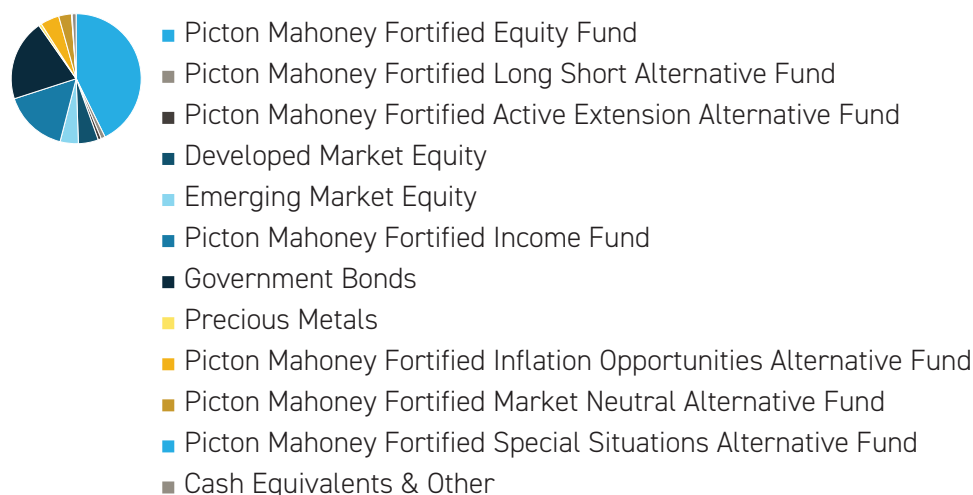 Picton Mahoney Fortified Equity Fund
Picton Mahoney Fortified Long Short Alternative Fund
Picton Mahoney Fortified Active Extension Alternative Fund
Developed Market Equity
Emerging Market Equity
Picton Mahoney Fortified Income Fund
Government Bonds
Precious Metals
Picton Mahoney Fortified Inflation Opportunities Alternative Fund
Picton Mahoney Fortified Market Neutral Alternative Fund
Picton Mahoney Fortified Special Situations Alternative Fund
Cash Equivalents & Other